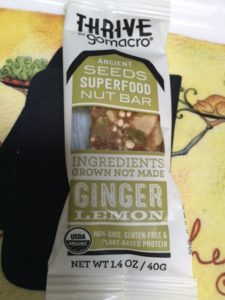 THRIVE
BY gomacro®
ANCIENT
SEEDS
SUPERFOOD
NUT BAR
INGREDIENTS
GROWN NOT MADE
GINGER
LEMON
USDA
ORGANIC
NON-GMO, GLUTEN-FREE &
PLANT-BASED PROTEIN
NET WT 1.4 OZ / 40G
he